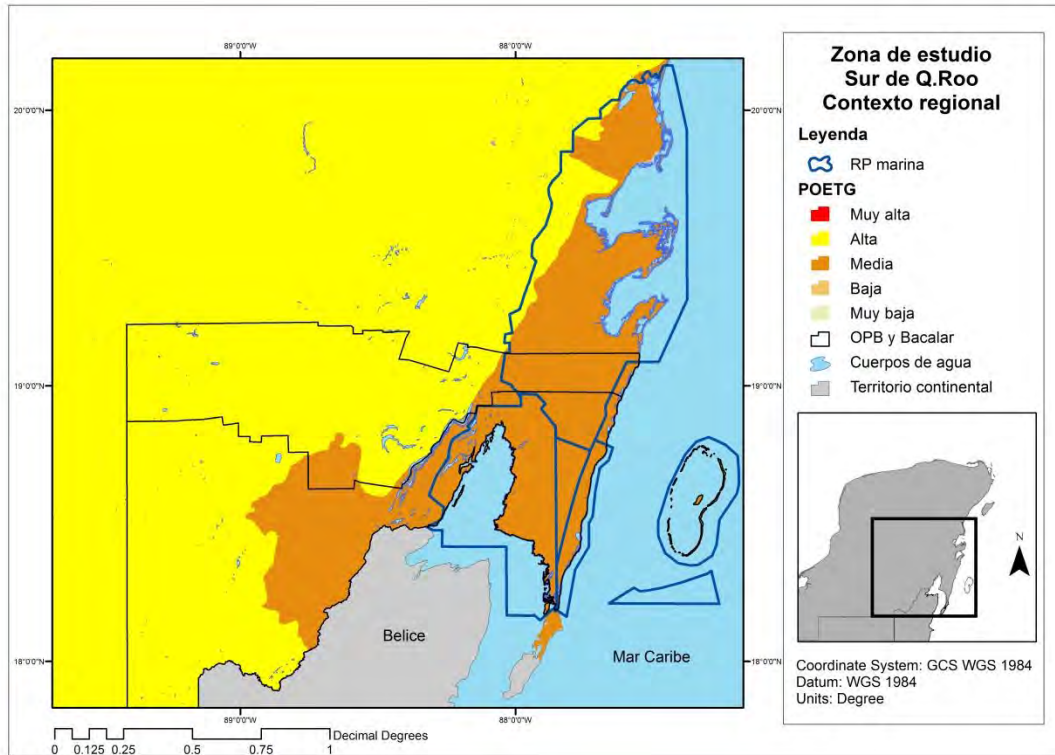 89°0'0"W
88°0'0"W
20°0'0"N
20°0'0"N
19°0'0"N
19°0'0"N
18°0'0"N
18°0'0"N
Belice
Mar Caribe
89°0'0"W
88°0'0"W
Decimal Degrees
0 0.125 0.25 0.5 0.75 1
Zona de estudio
Sur de Q.Roo
Contexto regional
Leyenda
RP marina
POETG
Muy alta
Alta
Media
Baja
Muy baja
OPB y Bacalar
Cuerpos de agua
Territorio continental
N
Coordinate System: GCS WGS 1984
Datum: WGS 1984
Units: Degree